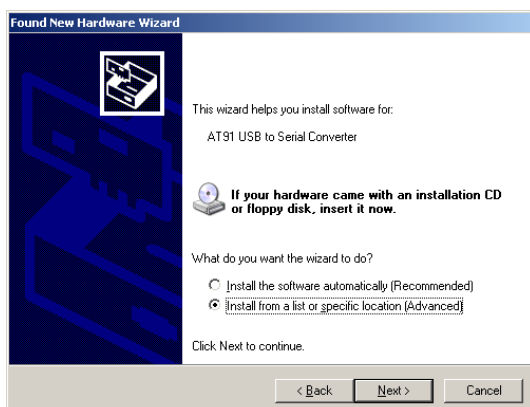 Found New Hardware Wizard
This wizard helps you install software for:
AT91 USB to Serial Converter
If your hardware came with an installation CD
or floppy disk, insert it now.
What do you want the wizard to do?
Install the software automatically (Recommended)
Install from a list or specific location (Advanced)
Click Next to continue.
< Back Next > Cancel